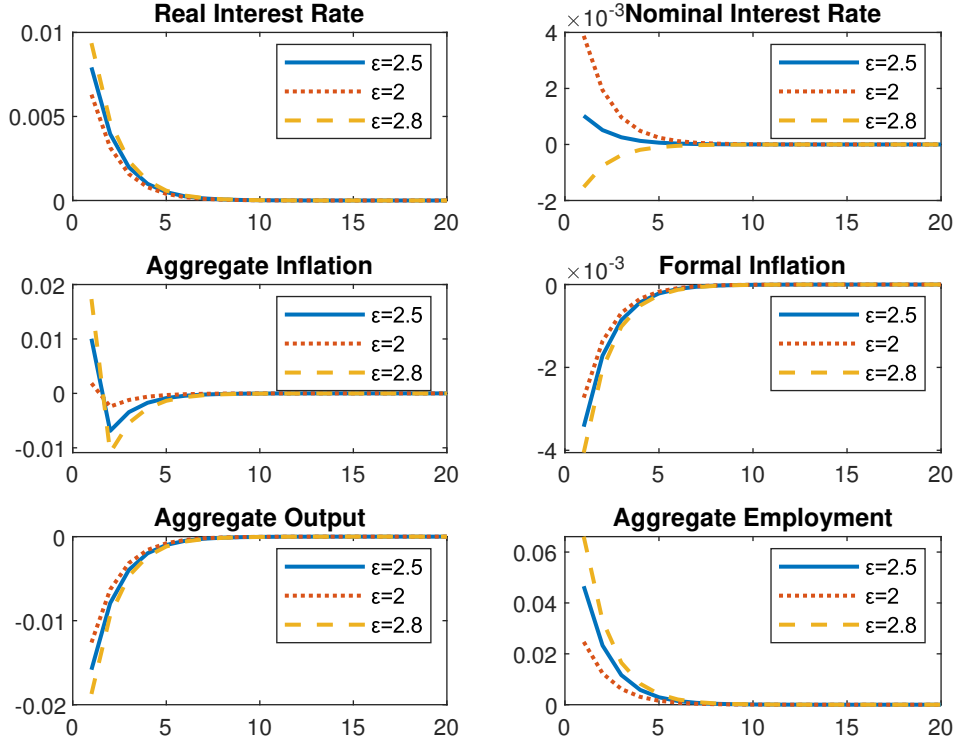 Real Interest Rate
0.01
0.005
0
0 5 10 15 20
ε=2.5
ε=2
ε=2.8
×10⁻³
Nominal Interest Rate
4
2
0
-2
0 5 10 15 20
ε=2.5
ε=2
ε=2.8
Aggregate Inflation
0.02
0.01
0
-0.01
0 5 10 15 20
ε=2.5
ε=2
ε=2.8
×10⁻³
Formal Inflation
0
-2
-4
0 5 10 15 20
ε=2.5
ε=2
ε=2.8
Aggregate Output
0
-0.01
-0.02
0 5 10 15 20
ε=2.5
ε=2
ε=2.8
Aggregate Employment
0.06
0.04
0.02
0
0 5 10 15 20
ε=2.5
ε=2
ε=2.8